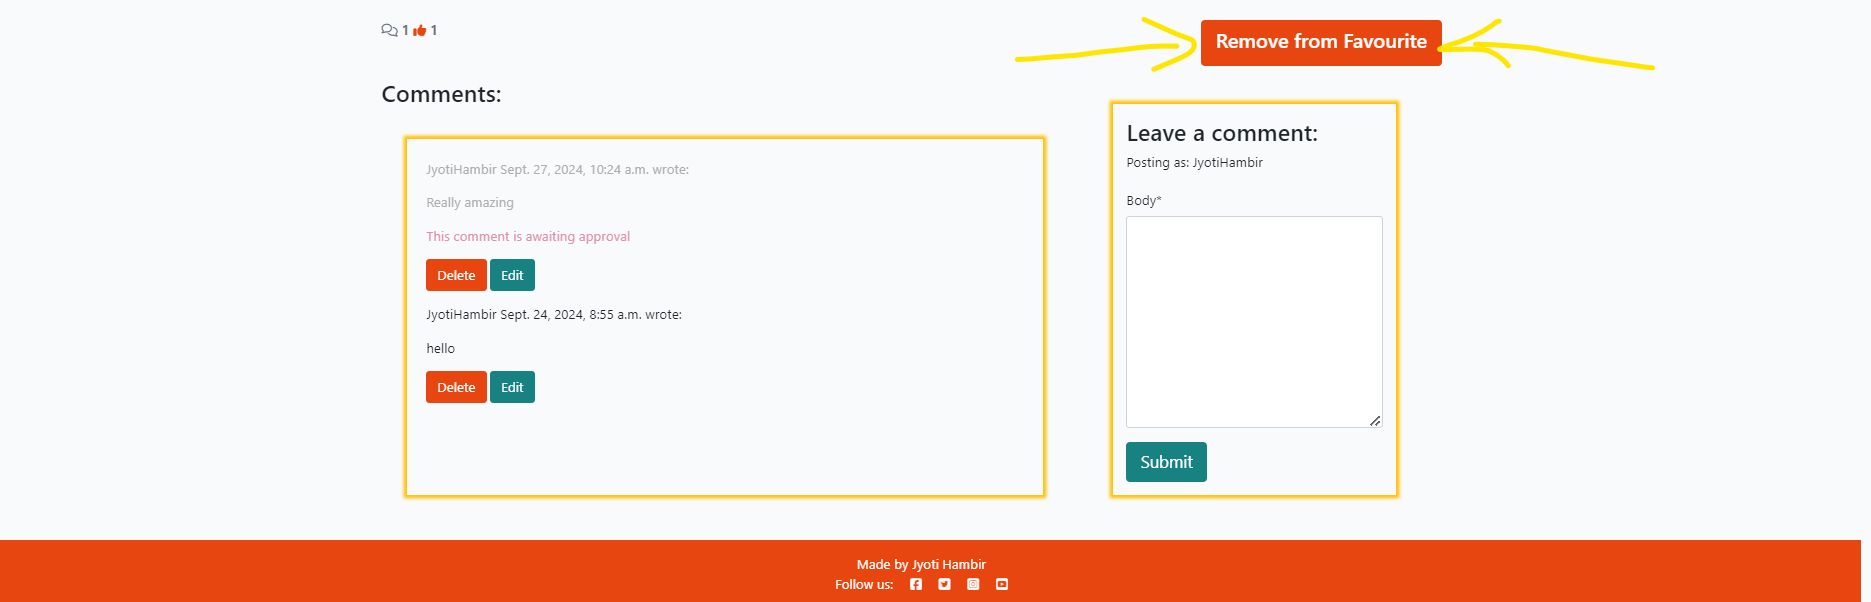 1 1
Remove from Favourite
Comments:
JyotiHambir Sept. 27, 2024, 10:24 a.m. wrote:
Really amazing
This comment is awaiting approval
Delete Edit
JyotiHambir Sept. 24, 2024, 8:55 a.m. wrote:
hello
Delete Edit
Leave a comment:
Posting as: JyotiHambir
Body*
Submit
Made by Jyoti Hambir
Follow us: